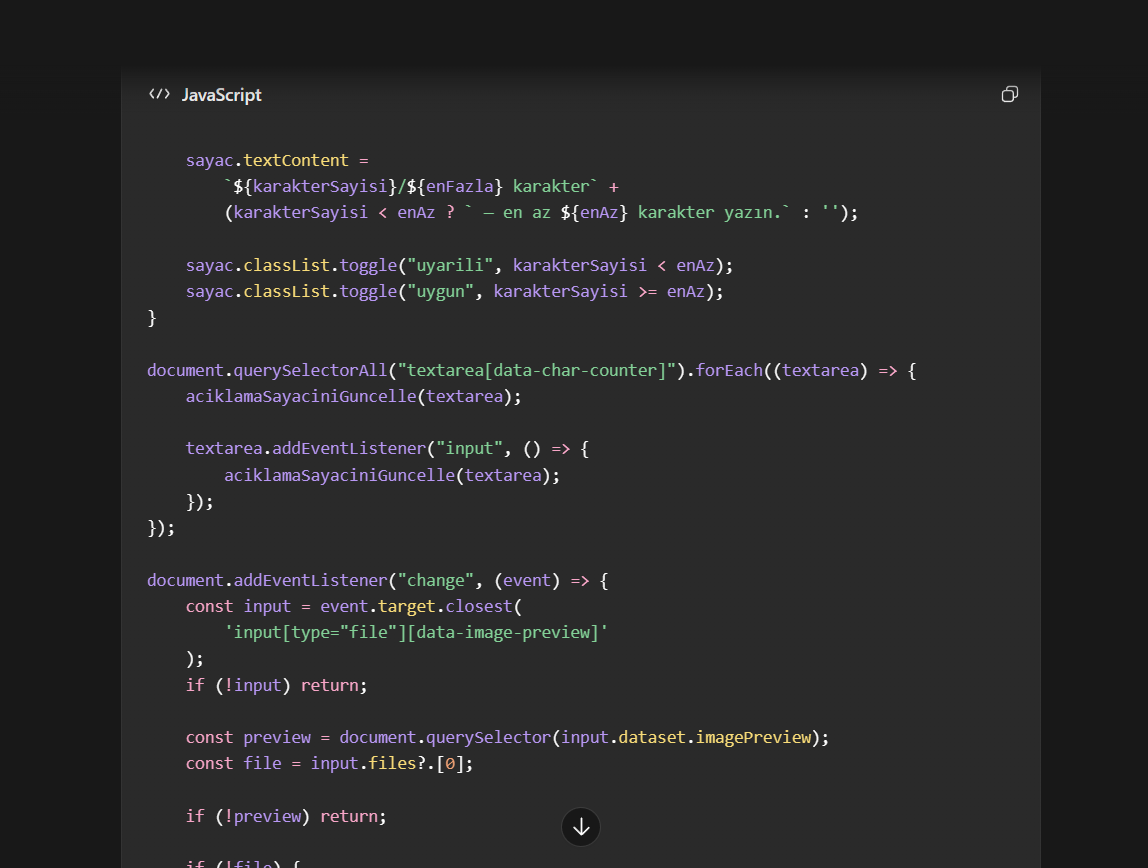 JavaScript
sayac.textContent =
`${karakterSayisi}/${enFazla} karakter` +
(karakterSayisi < enAz ? ` — en az ${enAz} karakter yazın.` : '');
sayac.classList.toggle("uyarili", karakterSayisi < enAz);
sayac.classList.toggle("uygun", karakterSayisi >= enAz);
}
document.querySelectorAll("textarea[data-char-counter]").forEach((textarea) => {
aciklamaSayaciniGuncelle(textarea);
textarea.addEventListener("input", () => {
aciklamaSayaciniGuncelle(textarea);
});
});
document.addEventListener("change", (event) => {
const input = event.target.closest(
'input[type="file"][data-image-preview]'
);
if (!input) return;
const preview = document.querySelector(input.dataset.imagePreview);
const file = input.files?.[0];
if (!preview) return;
if (!file) {